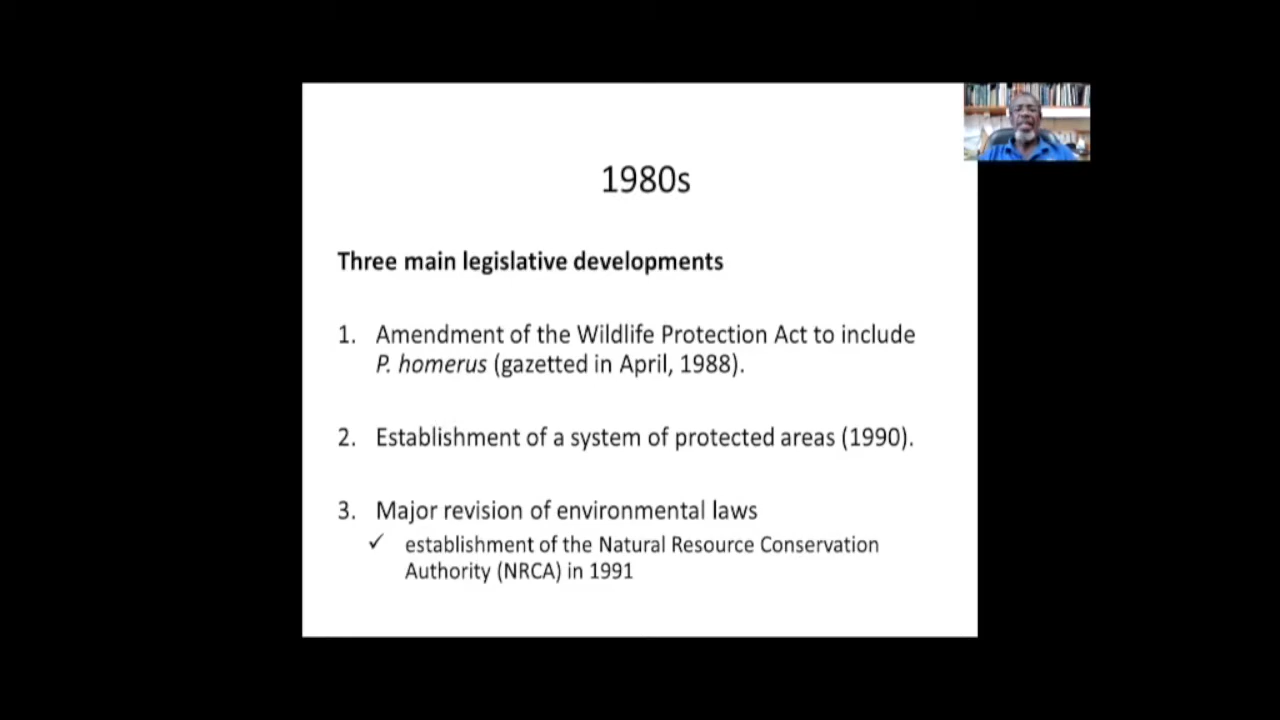 1980s
Three main legislative developments
1. Amendment of the Wildlife Protection Act to include
P. homerus (gazetted in April, 1988).
2. Establishment of a system of protected areas (1990).
3. Major revision of environmental laws
✓ establishment of the Natural Resource Conservation
Authority (NRCA) in 1991